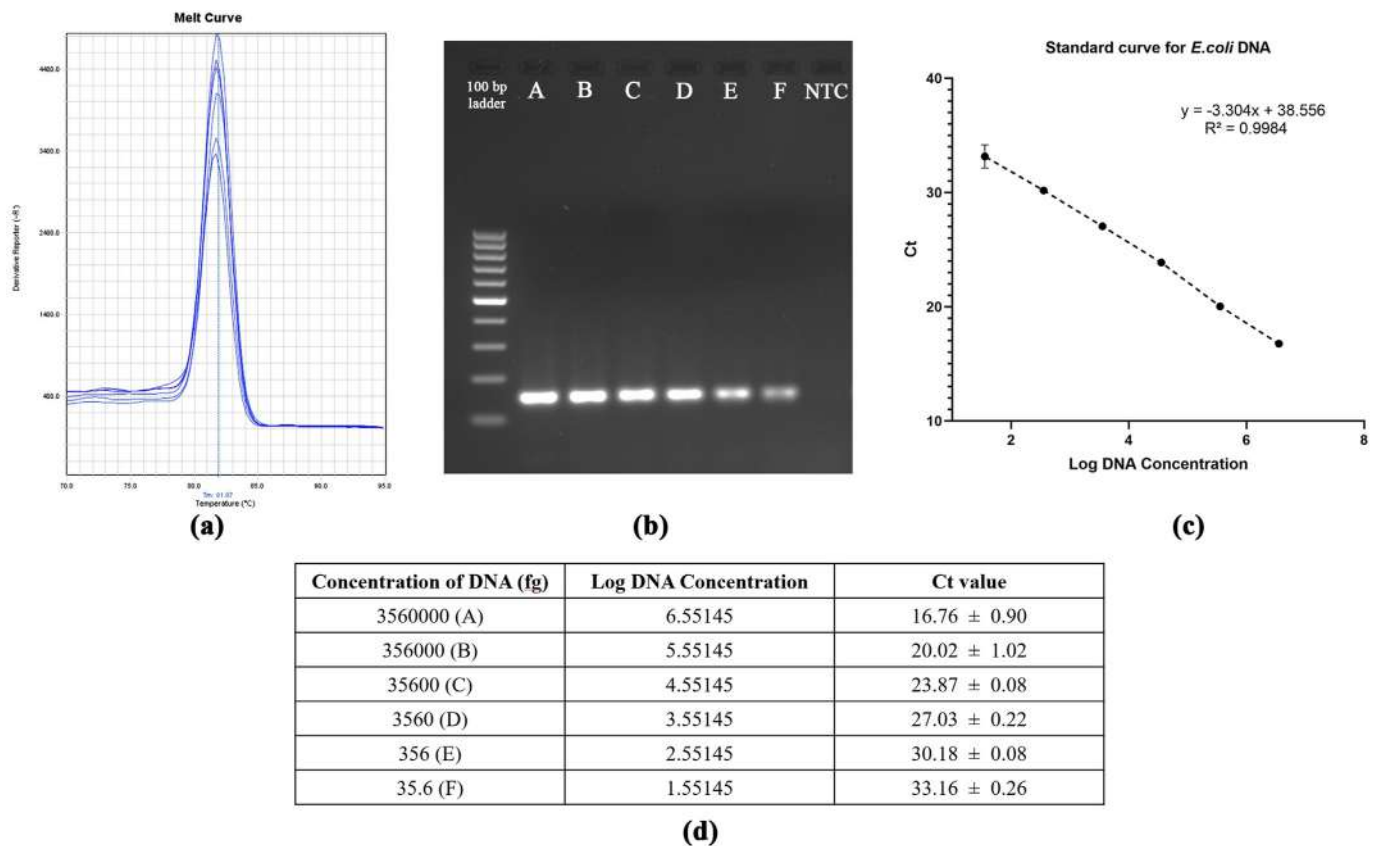 Melt Curve
Derivative Reporter (-R')
4400.0
3400.0
2400.0
1400.0
400.0
70.0 75.0 80.0 85.0 90.0 95.0
Tm: 81.87
Temperature (°C)
(a)
100 bp
ladder
A B C D E F NTC
(b)
Standard curve for E.coli DNA
y = -3.304x + 38.556
R² = 0.9984
Ct
40
30
20
10
2 4 6 8
Log DNA Concentration
(c)
Concentration of DNA (fg) Log DNA Concentration Ct value
3560000 (A) 6.55145 16.76 ± 0.90
356000 (B) 5.55145 20.02 ± 1.02
35600 (C) 4.55145 23.87 ± 0.08
3560 (D) 3.55145 27.03 ± 0.22
356 (E) 2.55145 30.18 ± 0.08
35.6 (F) 1.55145 33.16 ± 0.26
(d)